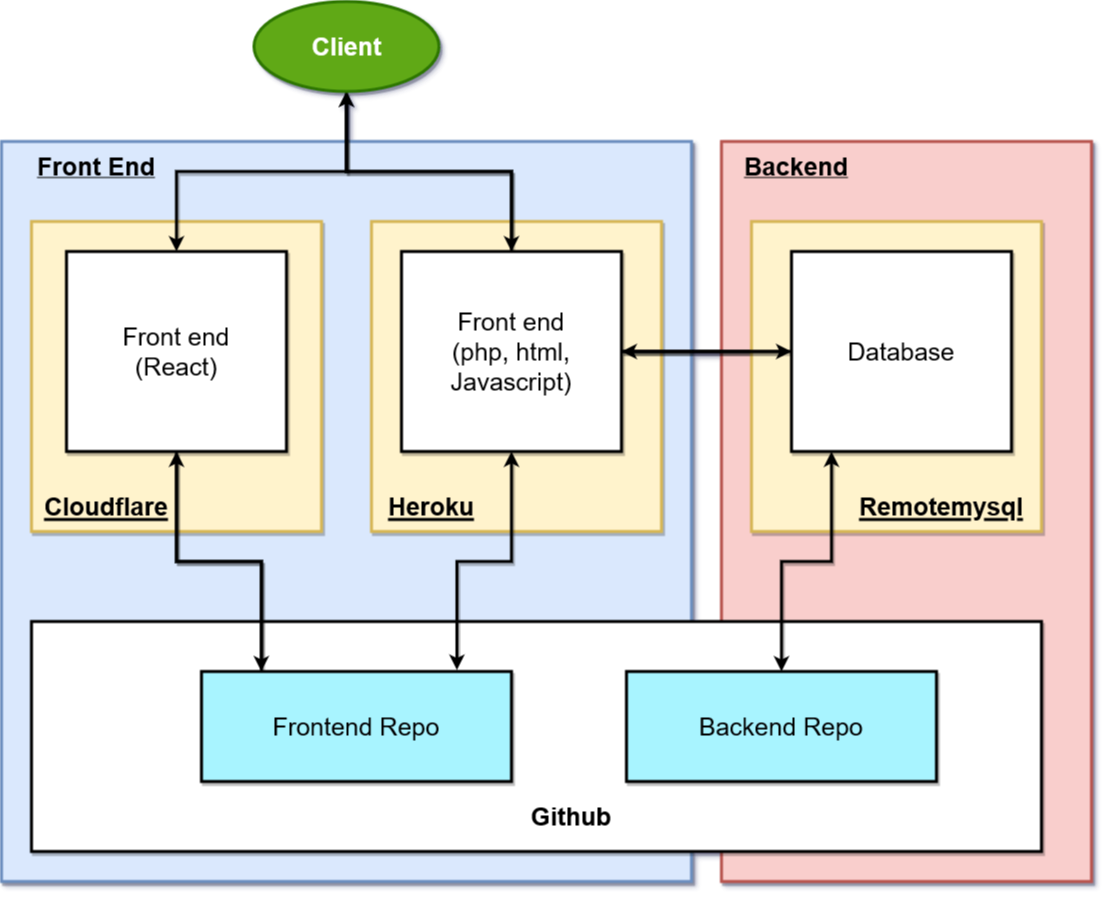 Client
Front End
Backend
Front end
(React)
Front end
(php, html,
Javascript)
Database
Cloudflare
Heroku
Remotemysql
Frontend Repo
Backend Repo
Github